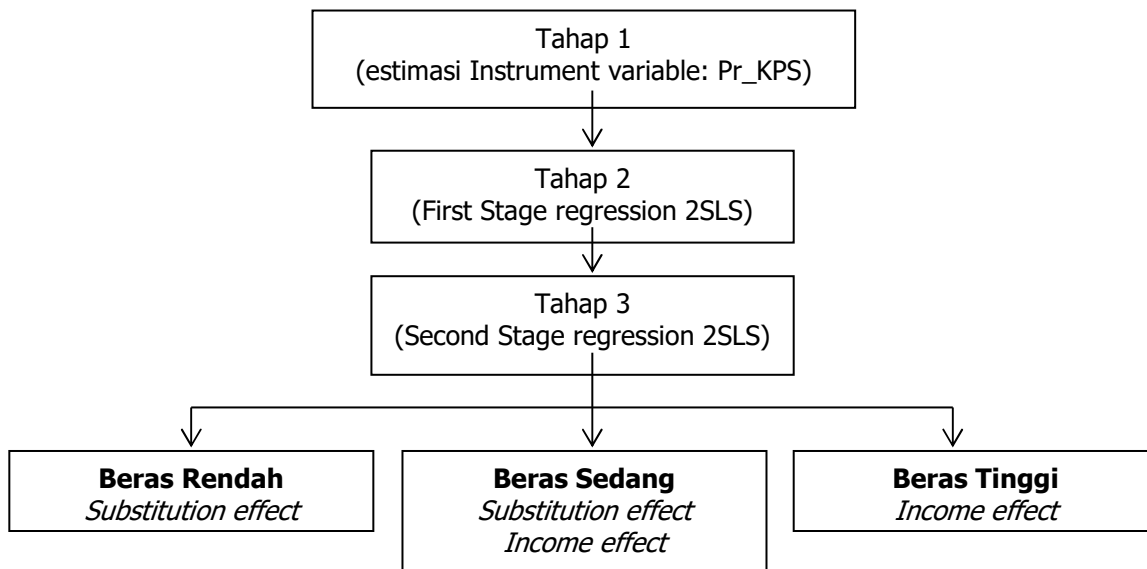 Tahap 1
(estimasi Instrument variable: Pr_KPS)
Tahap 2
(First Stage regression 2SLS)
Tahap 3
(Second Stage regression 2SLS)
Beras Rendah
Substitution effect
Beras Sedang
Substitution effect
Income effect
Beras Tinggi
Income effect